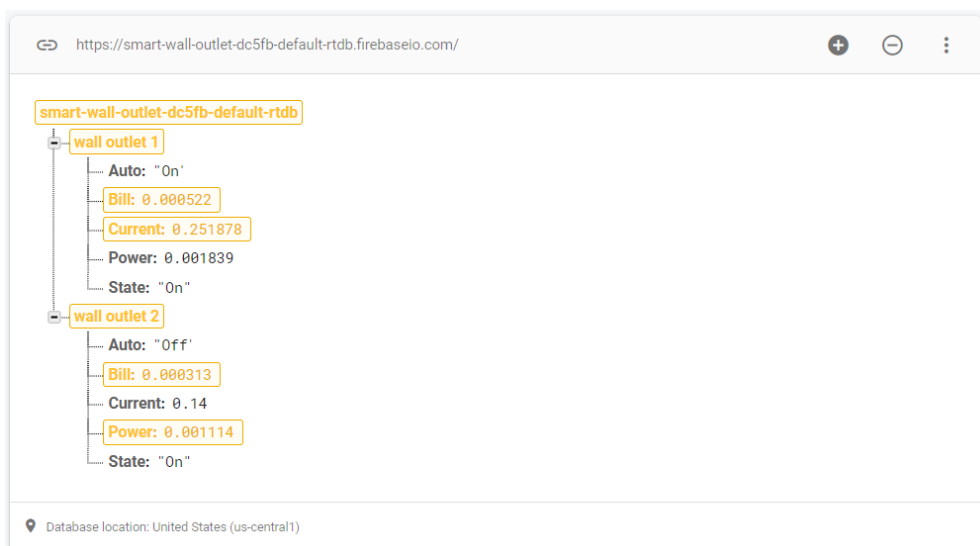 https://smart-wall-outlet-dc5fb-default-rtdb.firebaseio.com/
smart-wall-outlet-dc5fb-default-rtdb
wall outlet 1
Auto: "On'
Bill: 0.000522
Current: 0.251878
Power: 0.001839
State: "On"
wall outlet 2
Auto: "Off'
Bill: 0.000313
Current: 0.14
Power: 0.001114
State: "On"
Database location: United States (us-central1)